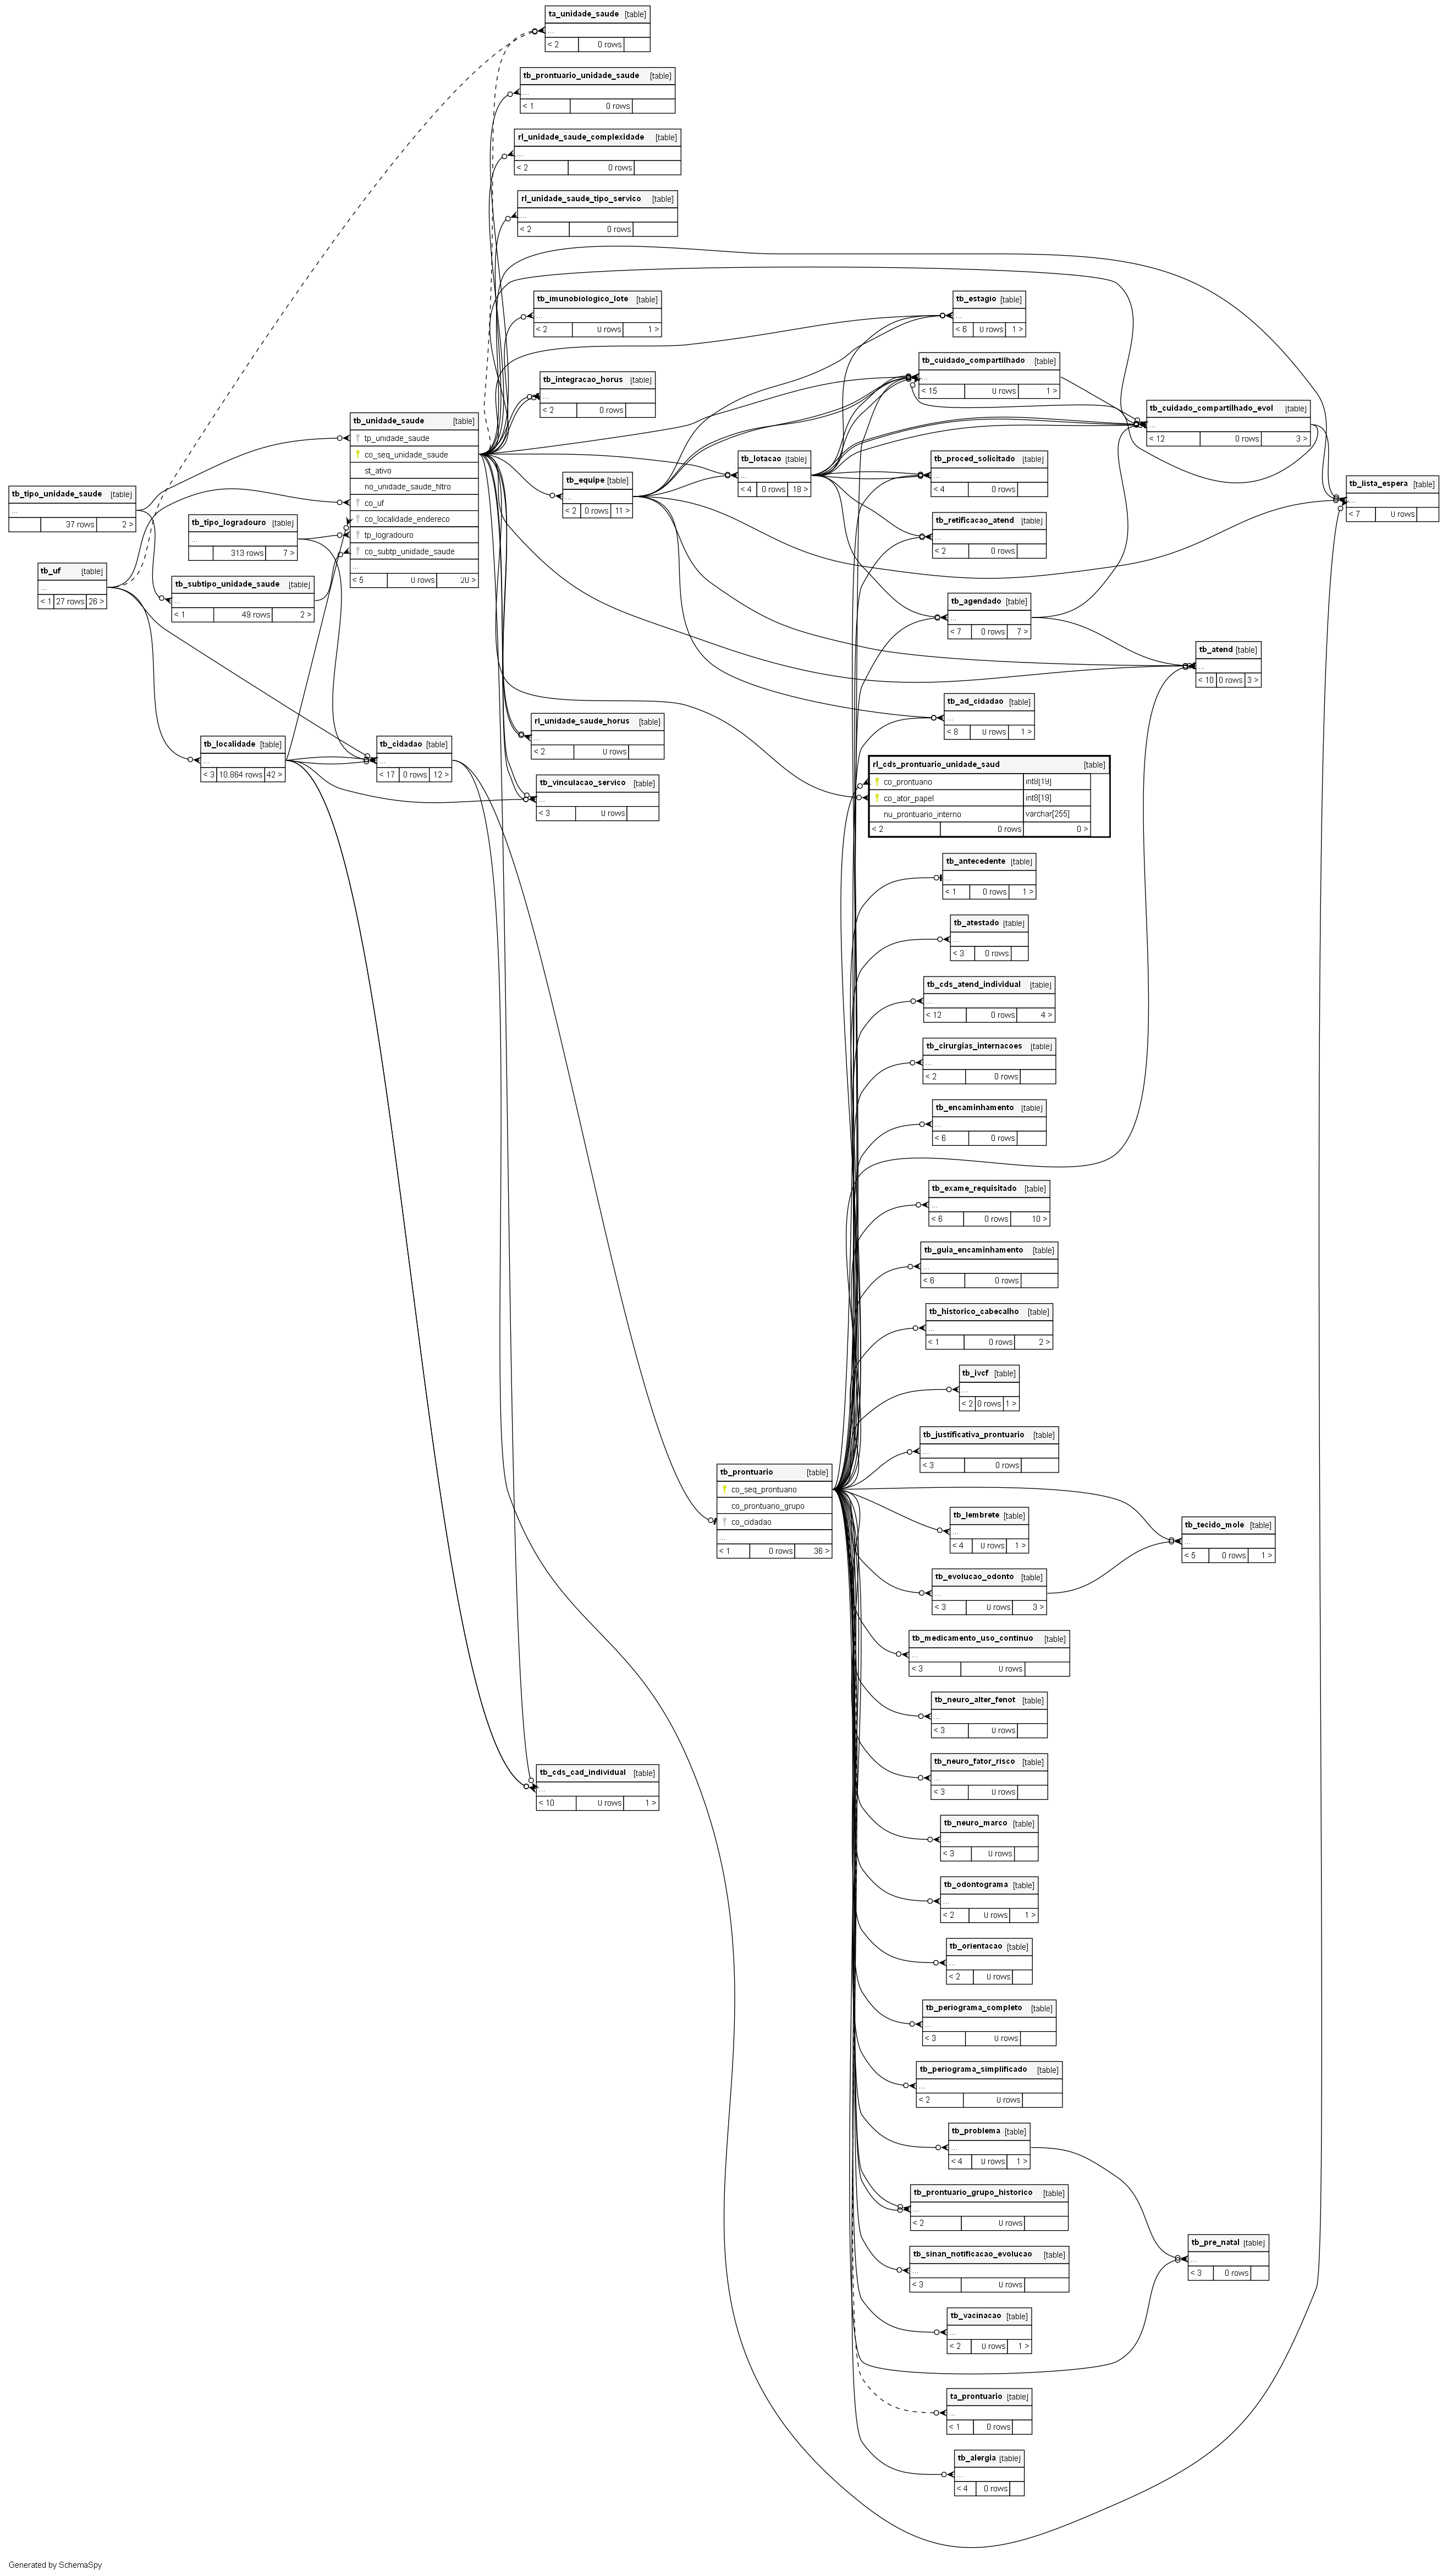 ta_unidade_saude [table]
...
< 2 0 rows
tb_prontuario_unidade_saude [table]
...
< 1 0 rows
rl_unidade_saude_complexidade [table]
...
< 2 0 rows
rl_unidade_saude_tipo_servico [table]
...
< 2 0 rows
tb_imunobiologico_lote [table]
...
< 2 0 rows 1 >
tb_estagio [table]
...
< 6 0 rows 1 >
tb_integracao_horus [table]
...
< 2 0 rows
tb_cuidado_compartilhado [table]
...
< 15 0 rows 1 >
tb_cuidado_compartilhado_evol [table]
...
< 12 0 rows 3 >
tb_unidade_saude [table]
tp_unidade_saude
co_seq_unidade_saude
st_ativo
no_unidade_saude_filtro
co_uf
co_localidade_endereco
tp_logradouro
co_subtp_unidade_saude
...
< 5 0 rows 20 >
tb_equipe [table]
...
< 2 0 rows 11 >
tb_lotacao [table]
...
< 4 0 rows 18 >
tb_proced_solicitado [table]
...
< 4 0 rows
tb_lista_espera [table]
...
< 7 0 rows
tb_tipo_unidade_saude [table]
...
37 rows 2 >
tb_tipo_logradouro [table]
...
313 rows 7 >
tb_retificacao_atend [table]
...
< 2 0 rows
tb_uf [table]
...
< 1 27 rows 26 >
tb_subtipo_unidade_saude [table]
...
< 1 49 rows 2 >
tb_agendado [table]
...
< 7 0 rows 7 >
tb_atend [table]
...
< 10 0 rows 3 >
tb_ad_cidadao [table]
...
< 8 0 rows 1 >
rl_unidade_saude_horus [table]
...
< 2 0 rows
tb_localidade [table]
...
< 3 10.864 rows 42 >
tb_cidadao [table]
...
< 17 0 rows 12 >
tb_vinculacao_servico [table]
...
< 3 0 rows
rl_cds_prontuario_unidade_saud [table]
co_prontuario int8[19]
co_ator_papel int8[19]
nu_prontuario_interno varchar[255]
< 2 0 rows 0 >
tb_antecedente [table]
...
< 1 0 rows 1 >
tb_atestado [table]
...
< 3 0 rows
tb_cds_atend_individual [table]
...
< 12 0 rows 4 >
tb_cirurgias_internacoes [table]
...
< 2 0 rows
tb_encaminhamento [table]
...
< 6 0 rows
tb_exame_requisitado [table]
...
< 6 0 rows 10 >
tb_guia_encaminhamento [table]
...
< 6 0 rows
tb_historico_cabecalho [table]
...
< 1 0 rows 2 >
tb_ivcf [table]
...
< 2 0 rows 1 >
tb_justificativa_prontuario [table]
...
< 3 0 rows
tb_prontuario [table]
co_seq_prontuario
co_prontuario_grupo
co_cidadao
...
< 1 0 rows 36 >
tb_lembrete [table]
...
< 4 0 rows 1 >
tb_tecido_mole [table]
...
< 5 0 rows 1 >
tb_evolucao_odonto [table]
...
< 3 0 rows 3 >
tb_medicamento_uso_continuo [table]
...
< 3 0 rows
tb_neuro_alter_fenot [table]
...
< 3 0 rows
tb_neuro_fator_risco [table]
...
< 3 0 rows
tb_cds_cad_individual [table]
...
< 10 0 rows 1 >
tb_neuro_marco [table]
...
< 3 0 rows
tb_odontograma [table]
...
< 2 0 rows 1 >
tb_orientacao [table]
...
< 2 0 rows
tb_periograma_completo [table]
...
< 3 0 rows
tb_periograma_simplificado [table]
...
< 2 0 rows
tb_problema [table]
...
< 4 0 rows 1 >
tb_prontuario_grupo_historico [table]
...
< 2 0 rows
tb_pre_natal [table]
...
< 3 0 rows
tb_sinan_notificacao_evolucao [table]
...
< 3 0 rows
tb_vacinacao [table]
...
< 2 0 rows 1 >
ta_prontuario [table]
...
< 1 0 rows
tb_alergia [table]
...
< 4 0 rows
Generated by SchemaSpy